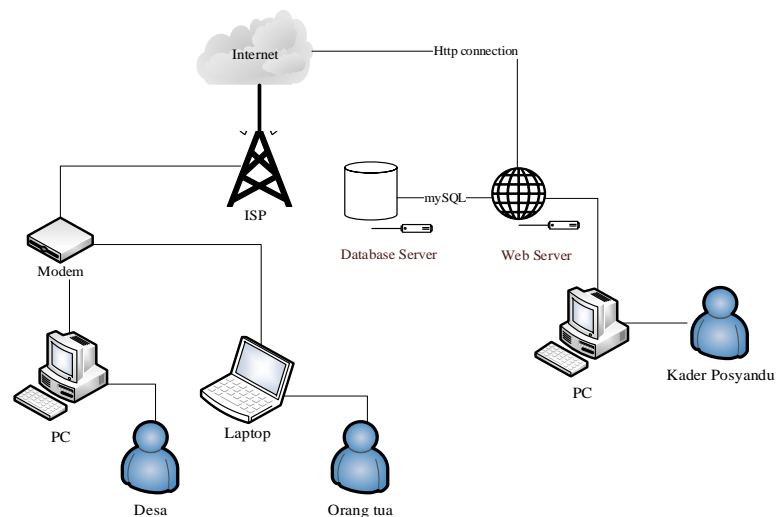 Internet
Http connection
ISP
mySQL
Database Server
Web Server
Modem
PC
Kader Posyandu
PC
Laptop
Desa
Orang tua